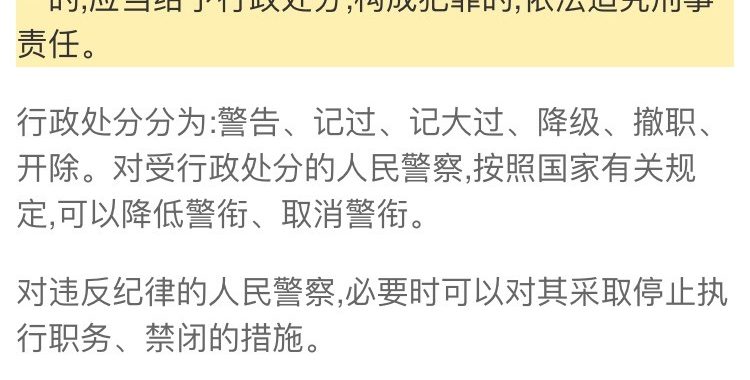 的,应当给予行政处分;构成犯罪的,依法追究刑事
责任。
行政处分分为:警告、记过、记大过、降级、撤职、
开除。对受行政处分的人民警察,按照国家有关规
定,可以降低警衔、取消警衔。
对违反纪律的人民警察,必要时可以对其采取停止执
行职务、禁闭的措施。